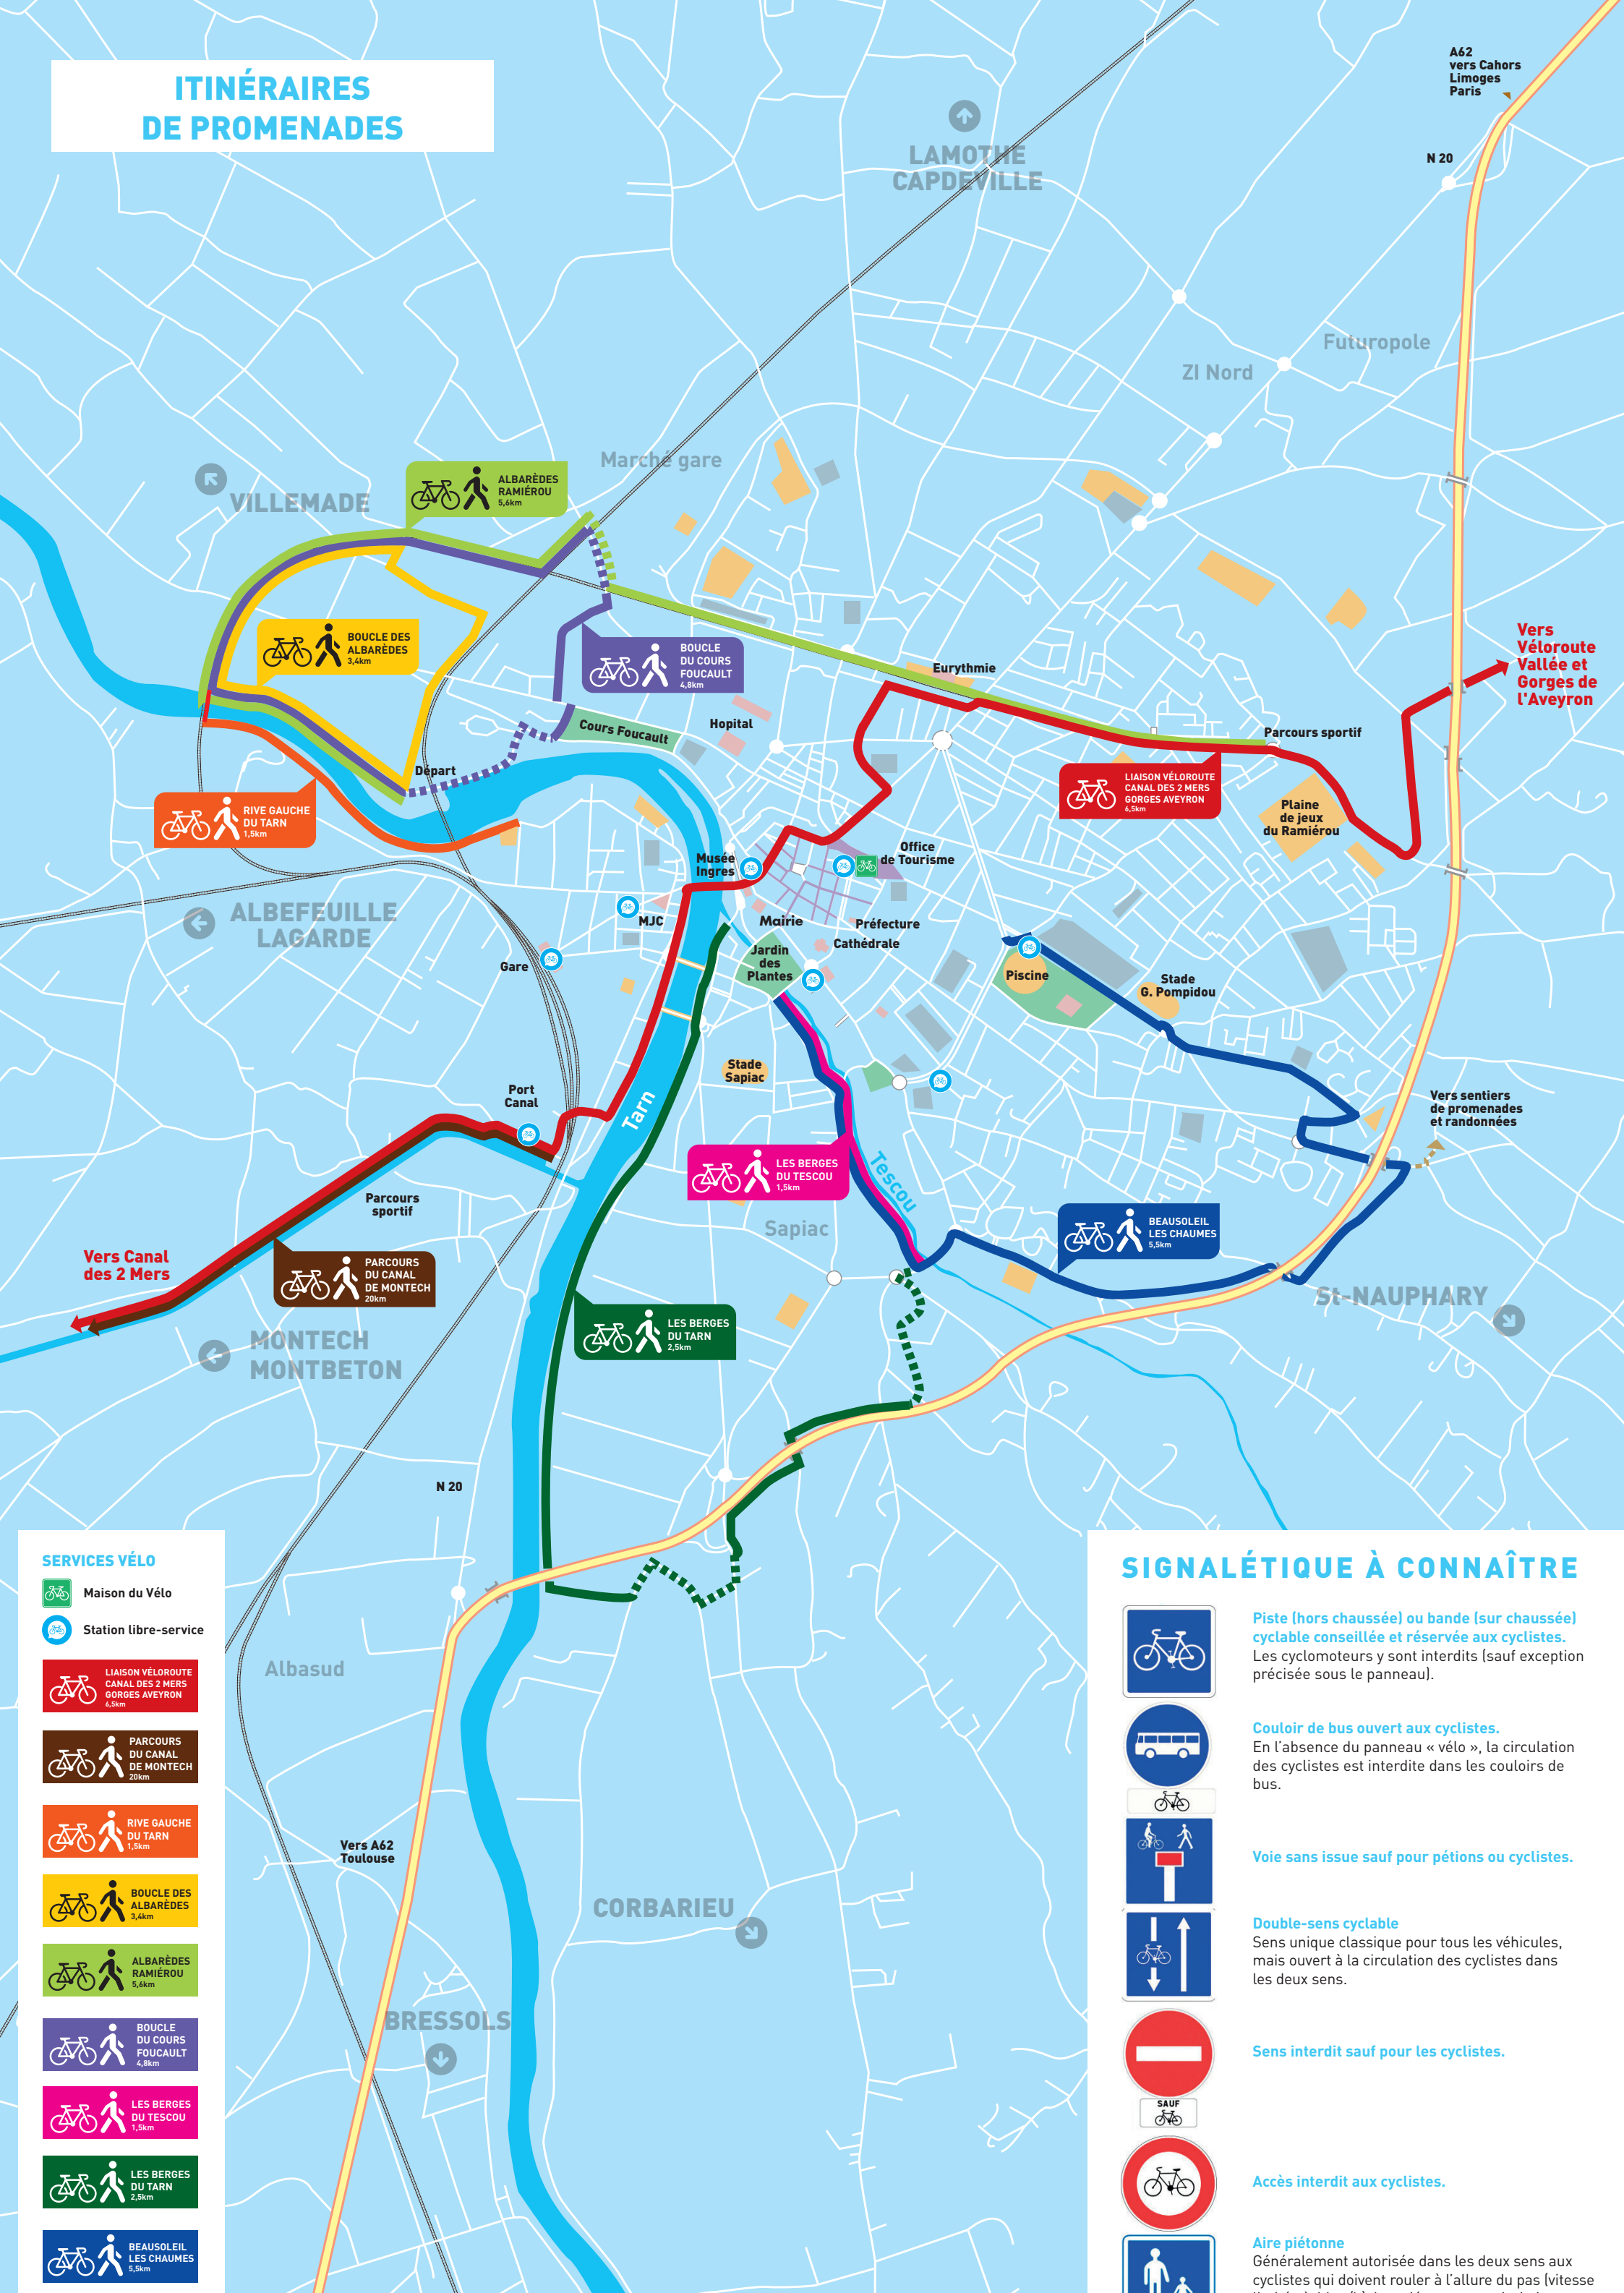 ITINÉRAIRES
DE PROMENADES
A62
vers Cahors
Limoges
Paris
N 20
LAMOTHE
CAPDEVILLE
Futuropole
ZI Nord
Marché gare
VILLEMADE
ALBARÈDES
RAMIÉROU
5,6km
BOUCLE DES
ALBARÈDES
3,4km
BOUCLE
DU COURS
FOUCAULT
4,8km
Vers
Véloroute
Vallée et
Gorges de
l'Aveyron
Eurythmie
Cours Foucault
Hopital
Parcours sportif
Départ
LIAISON VÉLOROUTE
CANAL DES 2 MERS
GORGES AVEYRON
6,5km
RIVE GAUCHE
DU TARN
1,5km
Plaine
de jeux
du Ramiérou
Musée
Ingres
Office
de Tourisme
ALBEFEUILLE
LAGARDE
MJC
Mairie
Préfecture
Cathédrale
Jardin
des
Plantes
Gare
Piscine
Stade
G. Pompidou
Stade
Sapiac
Port
Canal
Tarn
Vers sentiers
de promenades
et randonnées
LES BERGES
DU TESCOU
1,5km
Tescou
Parcours
sportif
Sapiac
BEAUSOLEIL
LES CHAUMES
5,5km
Vers Canal
des 2 Mers
PARCOURS
DU CANAL
DE MONTECH
20km
St-NAUPHARY
LES BERGES
DU TARN
2,5km
MONTECH
MONTBETON
N 20
Albasud
Vers A62
Toulouse
CORBARIEU
BRESSOLS
SERVICES VÉLO
Maison du Vélo
Station libre-service
LIAISON VÉLOROUTE
CANAL DES 2 MERS
GORGES AVEYRON
6,5km
PARCOURS
DU CANAL
DE MONTECH
20km
RIVE GAUCHE
DU TARN
1,5km
BOUCLE DES
ALBARÈDES
3,4km
ALBARÈDES
RAMIÉROU
5,6km
BOUCLE
DU COURS
FOUCAULT
4,8km
LES BERGES
DU TESCOU
1,5km
LES BERGES
DU TARN
2,5km
BEAUSOLEIL
LES CHAUMES
5,5km
SIGNALÉTIQUE À CONNAÎTRE
Piste (hors chaussée) ou bande (sur chaussée)
cyclable conseillée et réservée aux cyclistes.
Les cyclomoteurs y sont interdits (sauf exception
précisée sous le panneau).
Couloir de bus ouvert aux cyclistes.
En l'absence du panneau « vélo », la circulation
des cyclistes est interdite dans les couloirs de
bus.
Voie sans issue sauf pour pétions ou cyclistes.
Double-sens cyclable
Sens unique classique pour tous les véhicules,
mais ouvert à la circulation des cyclistes dans
les deux sens.
Sens interdit sauf pour les cyclistes.
SAUF
Accès interdit aux cyclistes.
Aire piétonne
Généralement autorisée dans les deux sens aux
cyclistes qui doivent rouler à l'allure du pas (vitesse